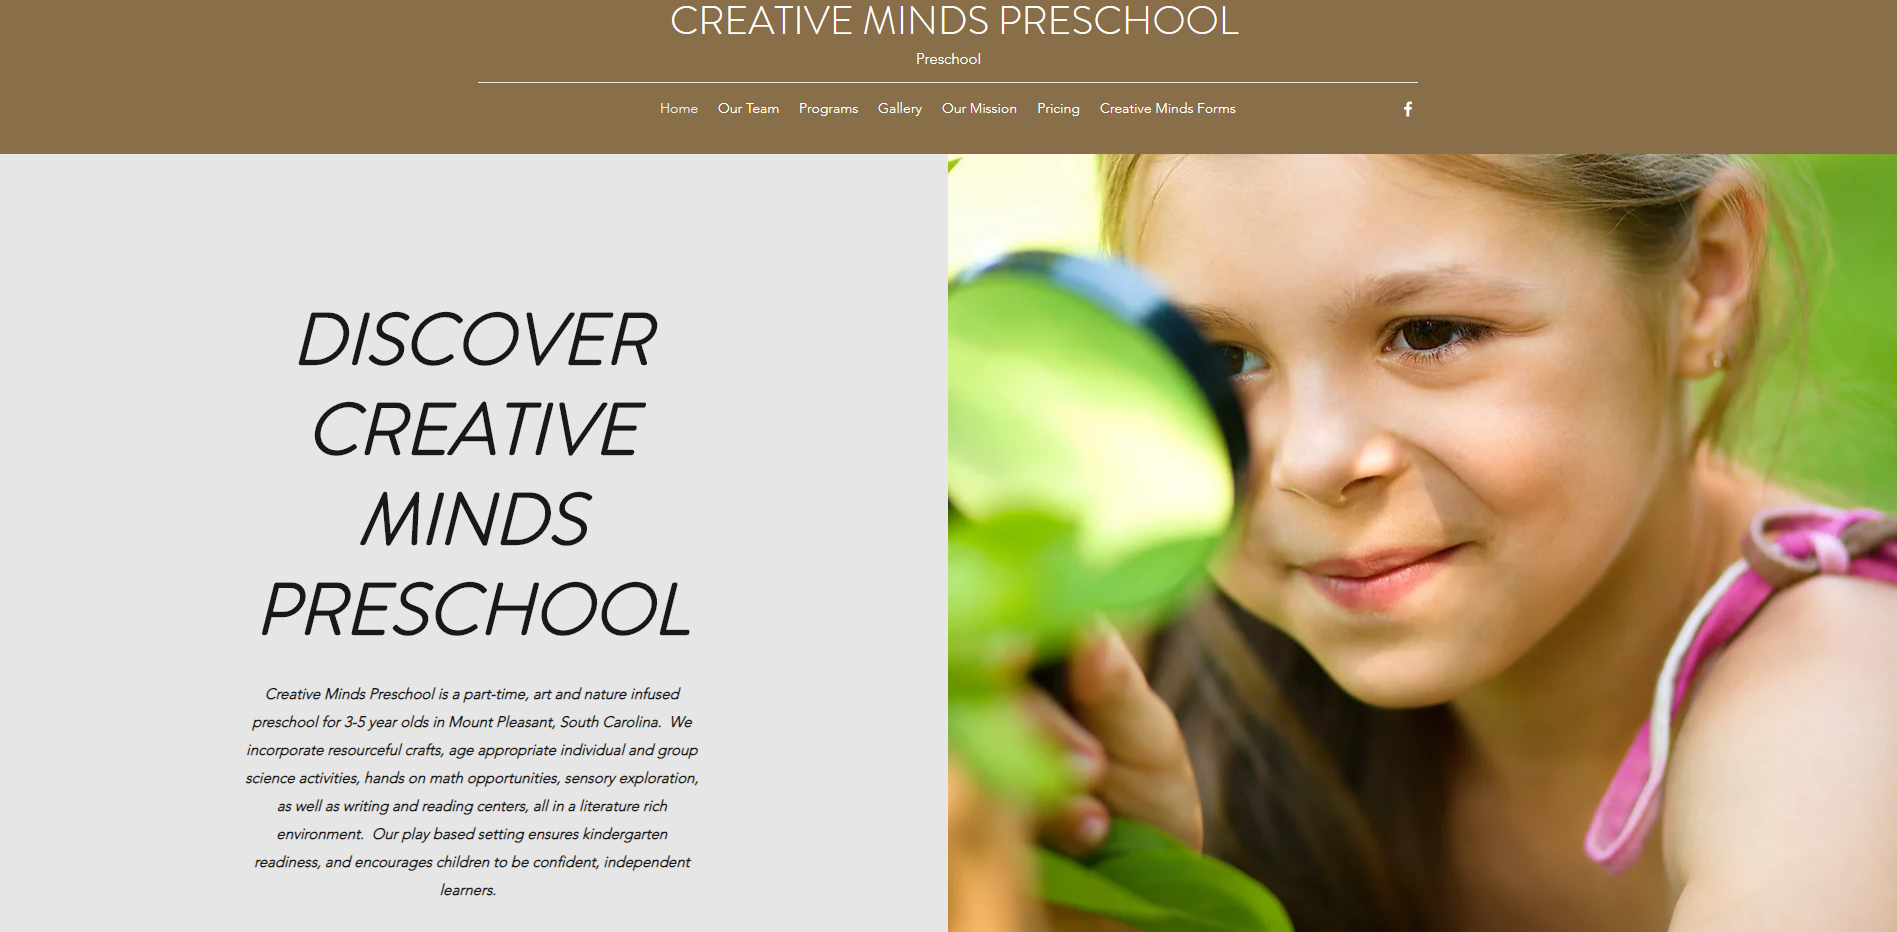 CREATIVE MINDS PRESCHOOL
Preschool
Home Our Team Programs Gallery Our Mission Pricing Creative Minds Forms
DISCOVER
CREATIVE
MINDS
PRESCHOOL
Creative Minds Preschool is a part-time, art and nature infused
preschool for 3-5 year olds in Mount Pleasant, South Carolina.  We
incorporate resourceful crafts, age appropriate individual and group
science activities, hands on math opportunities, sensory exploration,
as well as writing and reading centers, all in a literature rich
environment.  Our play based setting ensures kindergarten
readiness, and encourages children to be confident, independent
learners.